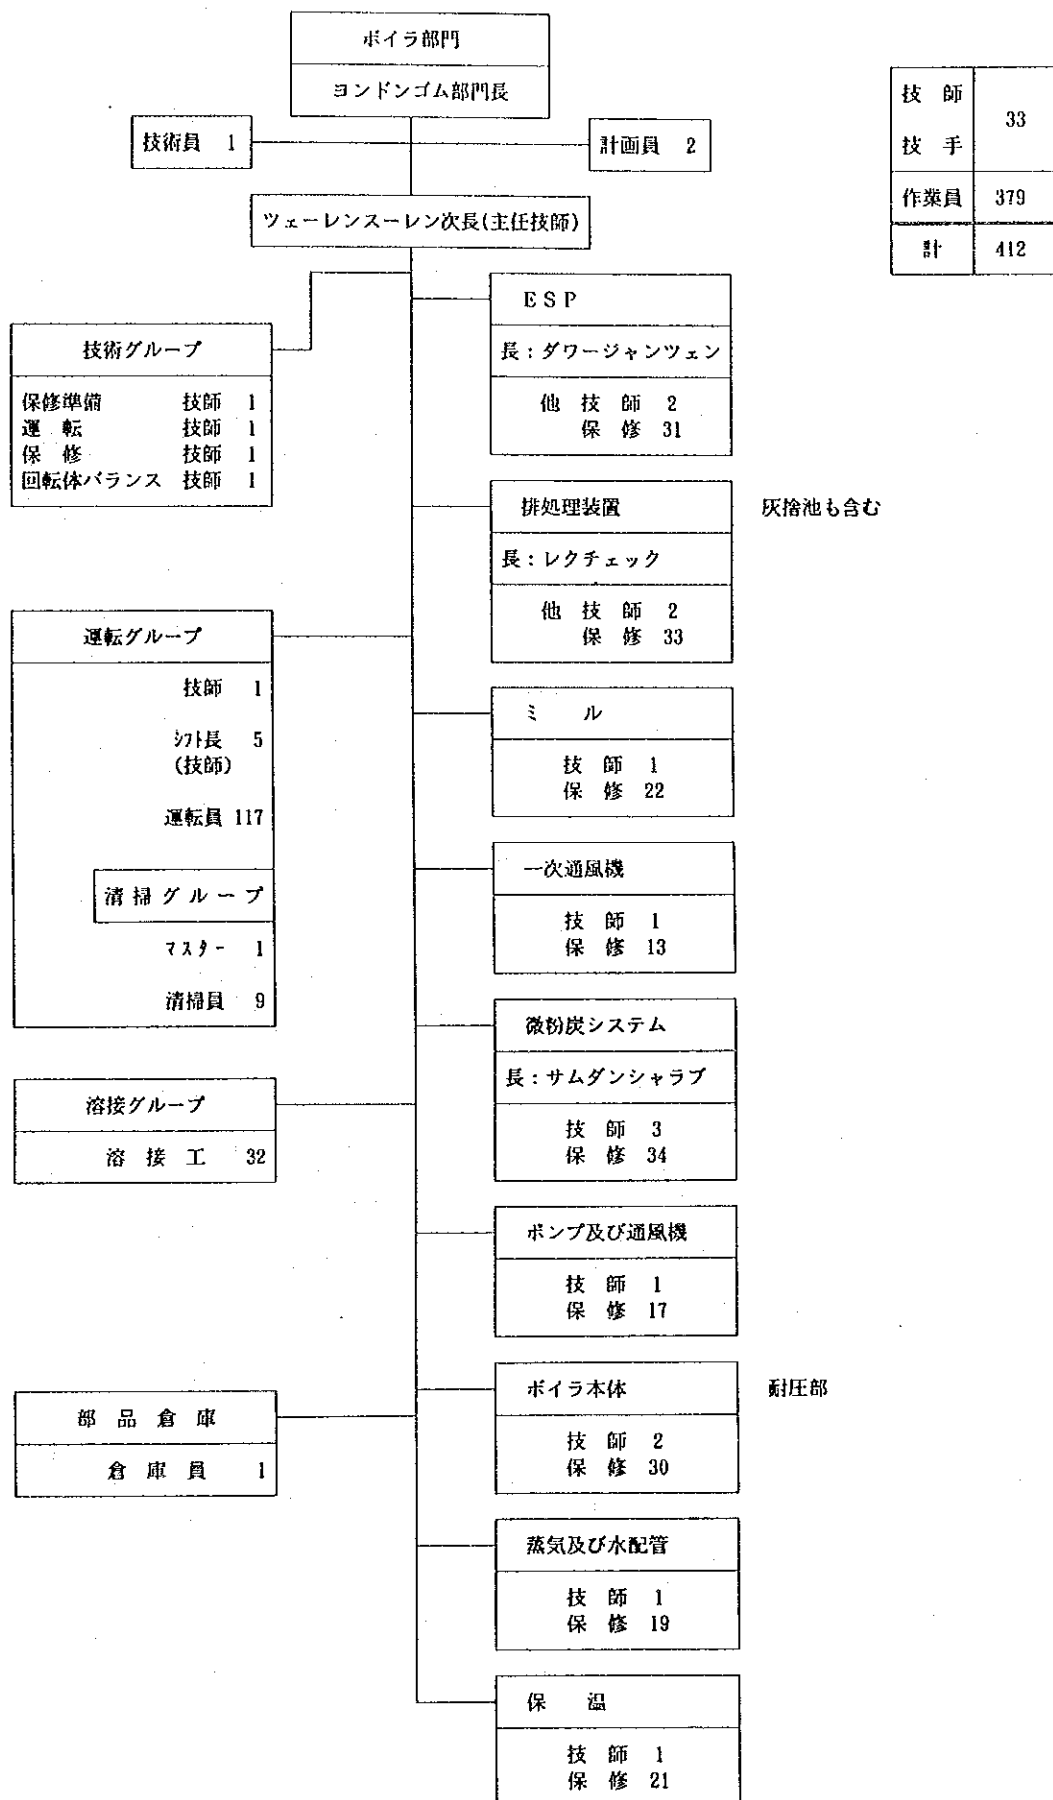 ボイラ部門
ヨンドンゴム部門長
技術員 1
計画員 2
ツェーレンスーレン次長(主任技師)
技 師
技 手
33
作業員 379
計 412
技術グループ
保修準備 技師 1
運 転 技師 1
保 修 技師 1
回転体バランス 技師 1
運転グループ
技師 1
シフト長 5
(技師)
運転員 117
清掃グループ
マスター 1
清掃員 9
溶接グループ
溶 接 工 32
部 品 倉 庫
倉 庫 員 1
ESP
長:ダワージャンツェン
他 技 師 2
保 修 31
排処理装置
灰捨池も含む
長:レクチェック
他 技 師 2
保 修 33
ミ ル
技 師 1
保 修 22
一次通風機
技 師 1
保 修 13
微粉炭システム
長:サムダンシャラブ
技 師 3
保 修 34
ポンプ及び通風機
技 師 1
保 修 17
ボイラ本体
耐圧部
技 師 2
保 修 30
蒸気及び水配管
技 師 1
保 修 19
保 温
技 師 1
保 修 21